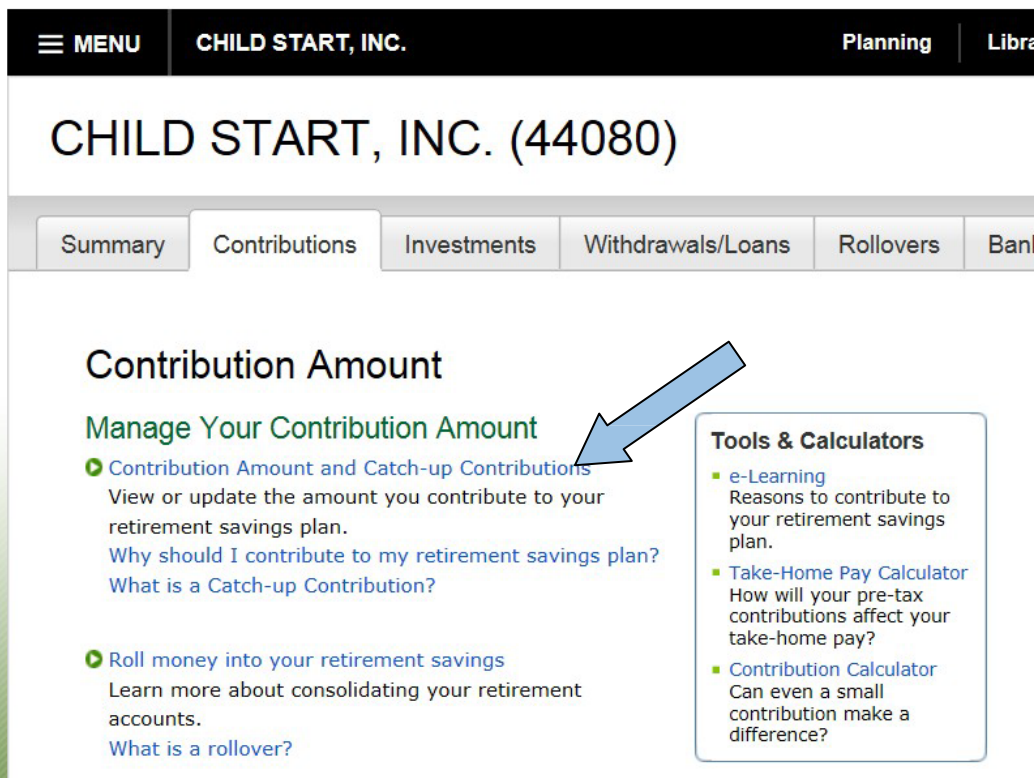 MENU CHILD START, INC. Planning
CHILD START, INC. (44080)
Summary Contributions Investments Withdrawals/Loans Rollovers
Contribution Amount
Manage Your Contribution Amount
Contribution Amount and Catch-up Contributions
View or update the amount you contribute to your
retirement savings plan.
Why should I contribute to my retirement savings plan?
What is a Catch-up Contribution?
Roll money into your retirement savings
Learn more about consolidating your retirement
accounts.
What is a rollover?
Tools & Calculators
e-Learning
Reasons to contribute to
your retirement savings
plan.
Take-Home Pay Calculator
How will your pre-tax
contributions affect your
take-home pay?
Contribution Calculator
Can even a small
contribution make a
difference?